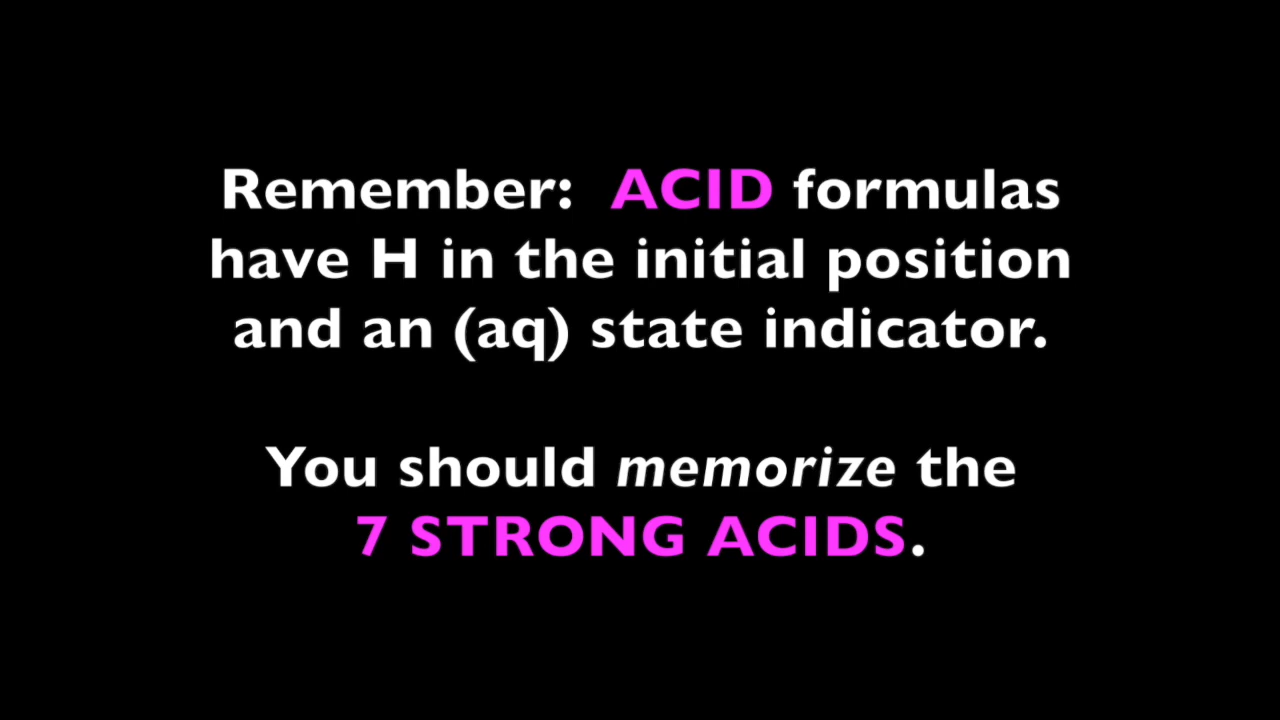 Remember:  ACID formulas
have H in the initial position
and an (aq) state indicator.
You should memorize the
7 STRONG ACIDS.